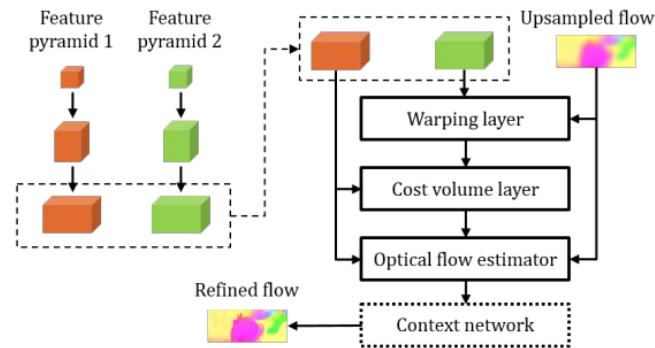 Feature
pyramid 1
Feature
pyramid 2
Upsampled flow
Warping layer
Cost volume layer
Optical flow estimator
Refined flow
Context network